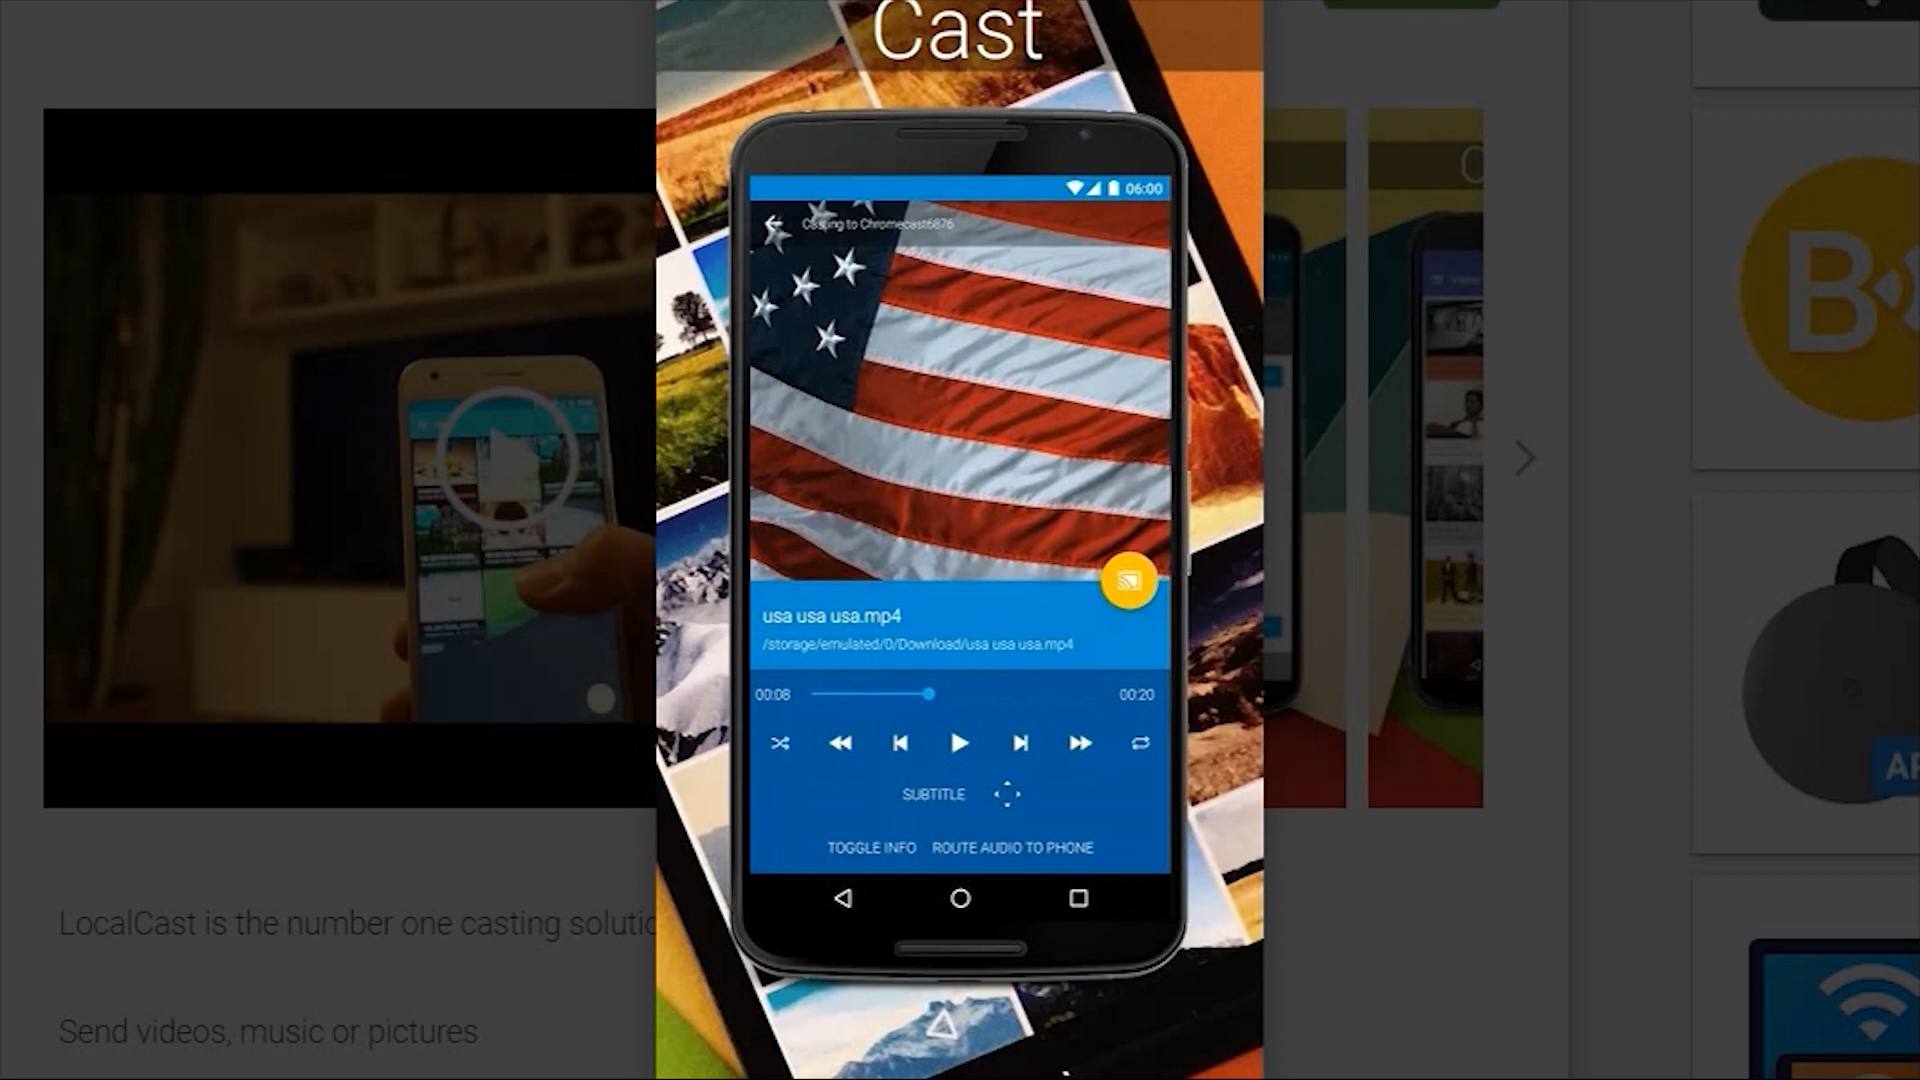 Cast
06:00
Casting to Chromecast6876
usa usa usa.mp4
/storage/emulated/0/Download/usa usa usa.mp4
00:08
00:20
SUBTITLE
TOGGLE INFO ROUTE AUDIO TO PHONE
LocalCast is the number one casting
Send videos, music or pictures
B